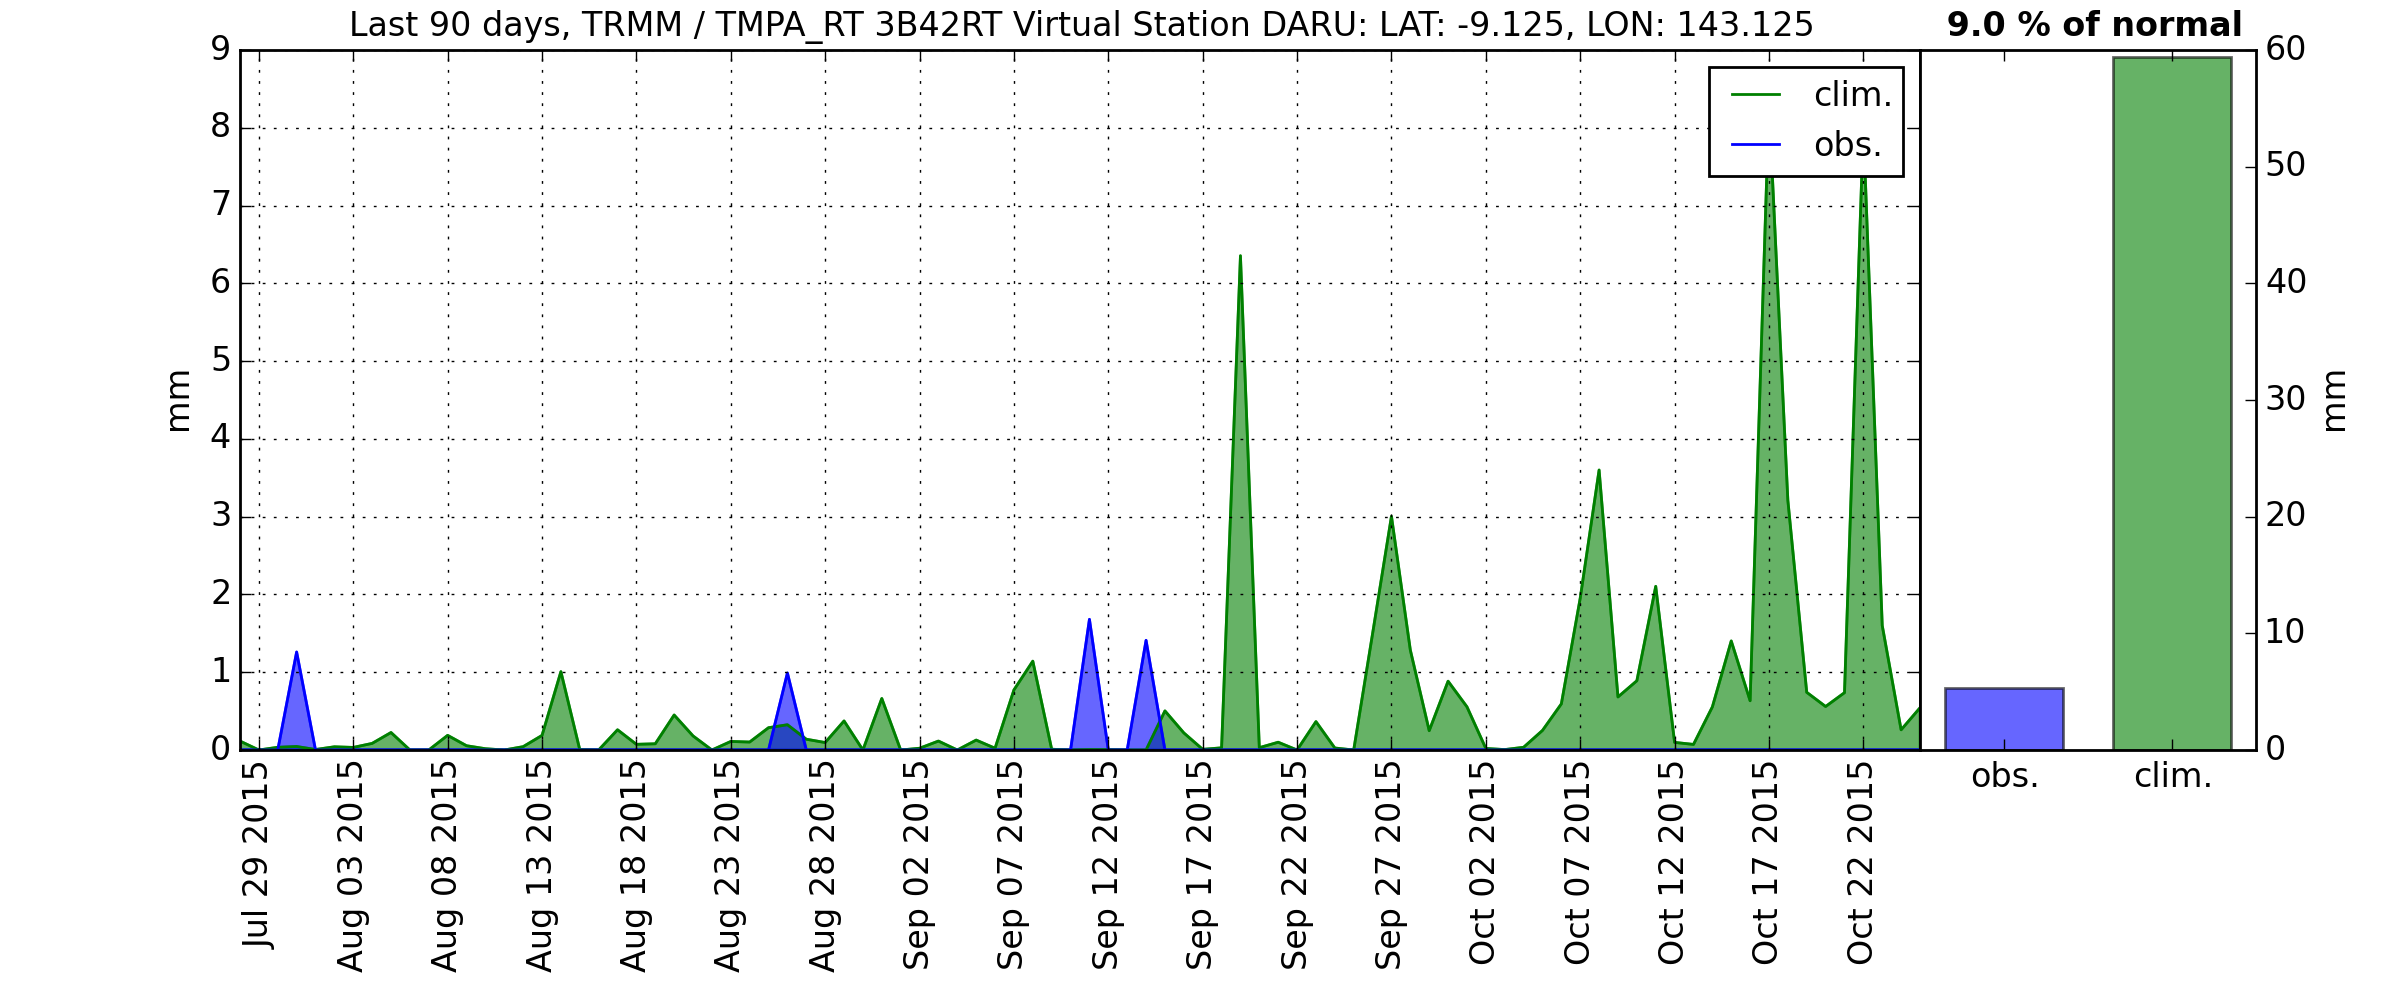 Last 90 days, TRMM / TMPA_RT 3B42RT Virtual Station DARU: LAT: -9.125, LON: 143.125
9.0 % of normal
9
8
7
6
5
4
3
2
1
0
mm
clim.
obs.
60
50
40
30
20
10
0
mm
Jul 29 2015
Aug 03 2015
Aug 08 2015
Aug 13 2015
Aug 18 2015
Aug 23 2015
Aug 28 2015
Sep 02 2015
Sep 07 2015
Sep 12 2015
Sep 17 2015
Sep 22 2015
Sep 27 2015
Oct 02 2015
Oct 07 2015
Oct 12 2015
Oct 17 2015
Oct 22 2015
obs.
clim.